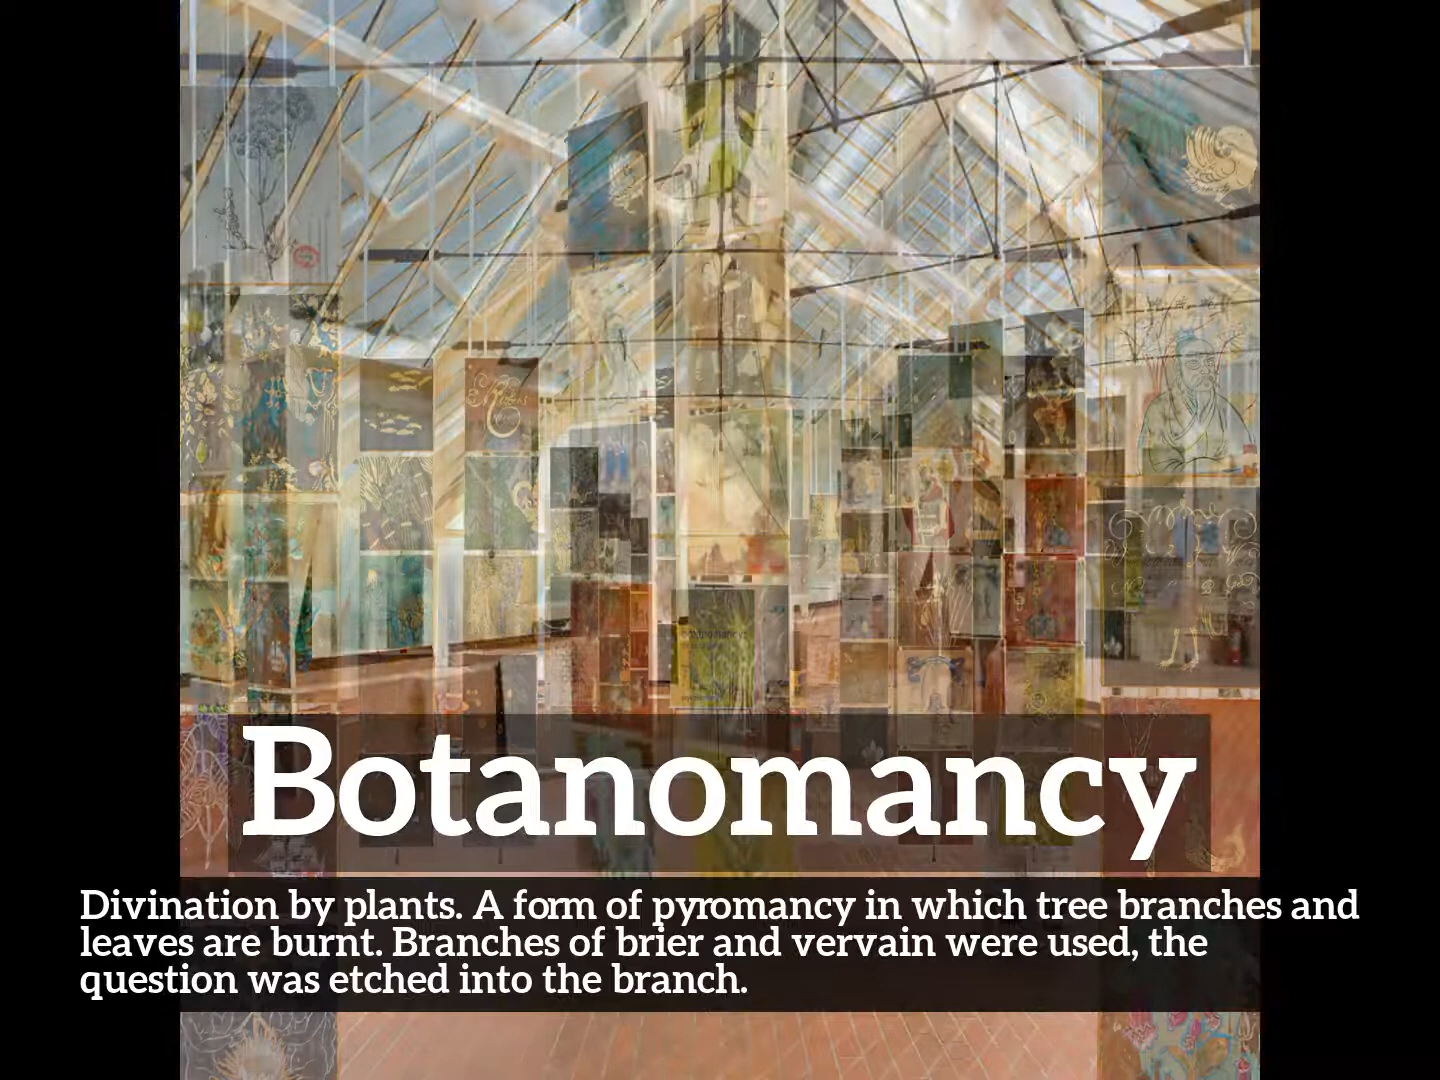 Botanomancy
Divination by plants. A form of pyromancy in which tree branches and
leaves are burnt. Branches of brier and vervain were used, the
question was etched into the branch.